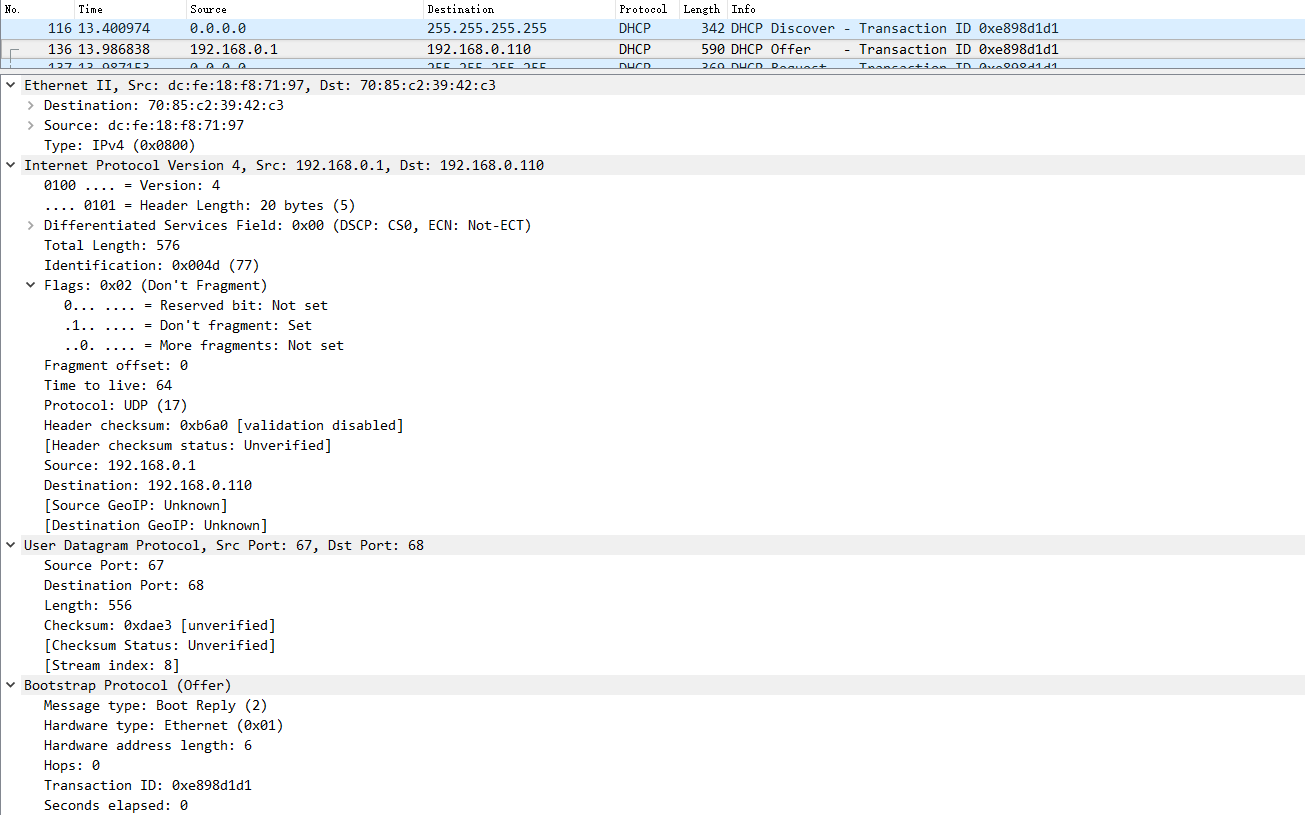 No. Time Source Destination Protocol Length Info
116 13.400974 0.0.0.0 255.255.255.255 DHCP 342 DHCP Discover - Transaction ID 0xe898d1d1
136 13.986838 192.168.0.1 192.168.0.110 DHCP 590 DHCP Offer - Transaction ID 0xe898d1d1
137 13.987153 0.0.0.0 255.255.255.255 DHCP 369 DHCP Request - Transaction ID 0xe898d1d1
Ethernet II, Src: dc:fe:18:f8:71:97, Dst: 70:85:c2:39:42:c3
Destination: 70:85:c2:39:42:c3
Source: dc:fe:18:f8:71:97
Type: IPv4 (0x0800)
Internet Protocol Version 4, Src: 192.168.0.1, Dst: 192.168.0.110
0100 .... = Version: 4
.... 0101 = Header Length: 20 bytes (5)
Differentiated Services Field: 0x00 (DSCP: CS0, ECN: Not-ECT)
Total Length: 576
Identification: 0x004d (77)
Flags: 0x02 (Don't Fragment)
0... .... = Reserved bit: Not set
.1.. .... = Don't fragment: Set
..0. .... = More fragments: Not set
Fragment offset: 0
Time to live: 64
Protocol: UDP (17)
Header checksum: 0xb6a0 [validation disabled]
[Header checksum status: Unverified]
Source: 192.168.0.1
Destination: 192.168.0.110
[Source GeoIP: Unknown]
[Destination GeoIP: Unknown]
User Datagram Protocol, Src Port: 67, Dst Port: 68
Source Port: 67
Destination Port: 68
Length: 556
Checksum: 0xdae3 [unverified]
[Checksum Status: Unverified]
[Stream index: 8]
Bootstrap Protocol (Offer)
Message type: Boot Reply (2)
Hardware type: Ethernet (0x01)
Hardware address length: 6
Hops: 0
Transaction ID: 0xe898d1d1
Seconds elapsed: 0